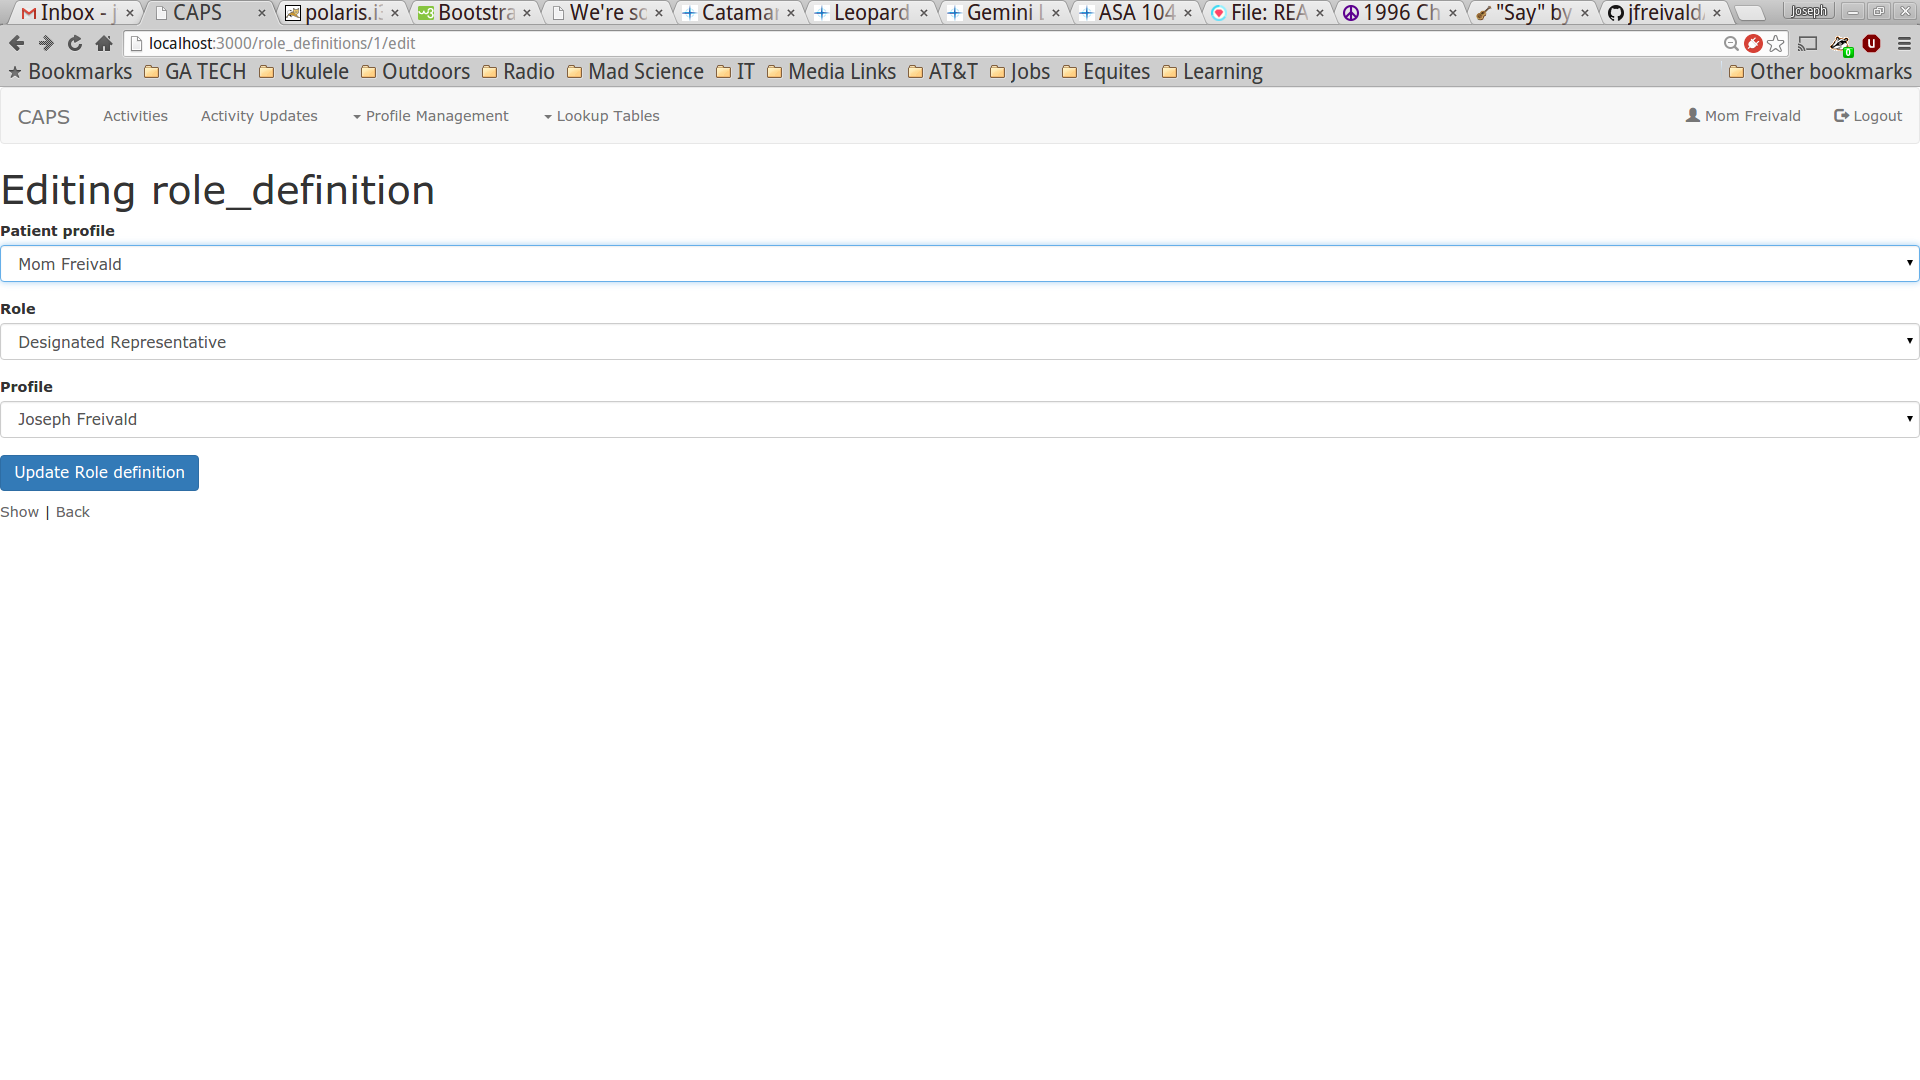 Inbox - j CAPS polaris.i Bootstra We're so Catamar Leopard Gemini L ASA 104 File: REA 1996 Ch "Say" by jfreivald Joseph
localhost:3000/role_definitions/1/edit
Bookmarks GA TECH Ukulele Outdoors Radio Mad Science IT Media Links AT&T Jobs Equites Learning Other bookmarks
CAPS Activities Activity Updates Profile Management Lookup Tables Mom Freivald Logout
Editing role_definition
Patient profile
Mom Freivald
Role
Designated Representative
Profile
Joseph Freivald
Update Role definition
Show | Back